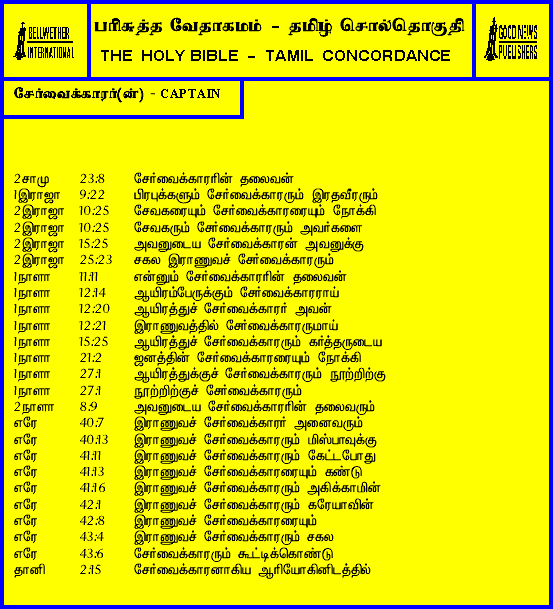 BELLWETHER
INTERNATIONAL
பரிசுத்த வேதாகமம் - தமிழ் சொல்தொகுதி
THE HOLY BIBLE - TAMIL CONCORDANCE
GOOD NEWS
PUBLISHERS
சேர்வைக்காரர்(ன்) - CAPTAIN
2சாமு 23:8 சேர்வைக்காரரின் தலைவன்
1இராஜா 9:22 பிரபுக்களும் சேர்வைக்காரரும் இரதவீரரும்
2இராஜா 10:25 சேவகரையும் சேர்வைக்காரரையும் நோக்கி
2இராஜா 10:25 சேவகரும் சேர்வைக்காரரும் அவர்களை
2இராஜா 15:25 அவனுடைய சேர்வைக்காரன் அவனுக்கு
2இராஜா 25:23 சகல இராணுவச் சேர்வைக்காரரும்
1நாளா 11:11 என்னும் சேர்வைக்காரரின் தலைவன்
1நாளா 12:14 ஆயிரம்பேருக்கும் சேர்வைக்காரராய்
1நாளா 12:20 ஆயிரத்துச் சேர்வைக்காரர் அவன்
1நாளா 12:21 இராணுவத்தில் சேர்வைக்காரருமாய்
1நாளா 15:25 ஆயிரத்துச் சேர்வைக்காரரும் கர்த்தருடைய
1நாளா 21:2 ஜனத்தின் சேர்வைக்காரரையும் நோக்கி
1நாளா 27:1 ஆயிரத்துக்குச் சேர்வைக்காரரும் நூற்றிற்கு
1நாளா 27:1 நூற்றிற்குச் சேர்வைக்காரரும்
2நாளா 8:9 அவனுடைய சேர்வைக்காரரின் தலைவரும்
எரே 40:7 இராணுவச் சேர்வைக்காரர் அனைவரும்
எரே 40:13 இராணுவச் சேர்வைக்காரரும் மிஸ்பாவுக்கு
எரே 41:11 இராணுவச் சேர்வைக்காரரும் கேட்டபோது
எரே 41:13 இராணுவச் சேர்வைக்காரரையும் கண்டு
எரே 41:16 இராணுவச் சேர்வைக்காரரும் அகிக்காமின்
எரே 42:1 இராணுவச் சேர்வைக்காரரும் கரேயாவின்
எரே 42:8 இராணுவச் சேர்வைக்காரரையும்
எரே 43:4 இராணுவச் சேர்வைக்காரரும் சகல
எரே 43:6 சேர்வைக்காரரும் கூட்டிக்கொண்டு
தானி 2:15 சேர்வைக்காரனாகிய ஆரியோகினிடத்தில்